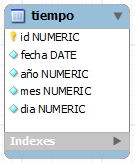 tiempo
id NUMERIC
fecha DATE
año NUMERIC
mes NUMERIC
dia NUMERIC
Indexes